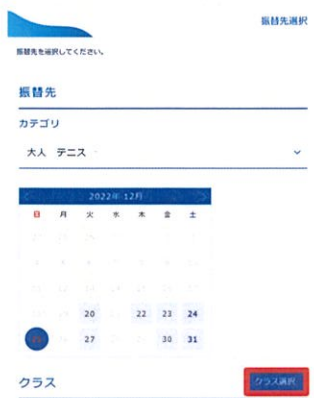 振替先選択
振替先を選択してください。
振替先
カテゴリ
大人 テニス
2022年 12月
日 月 火 水 木 金 土
20 22 23 24
27 30 31
クラス
クラス選択